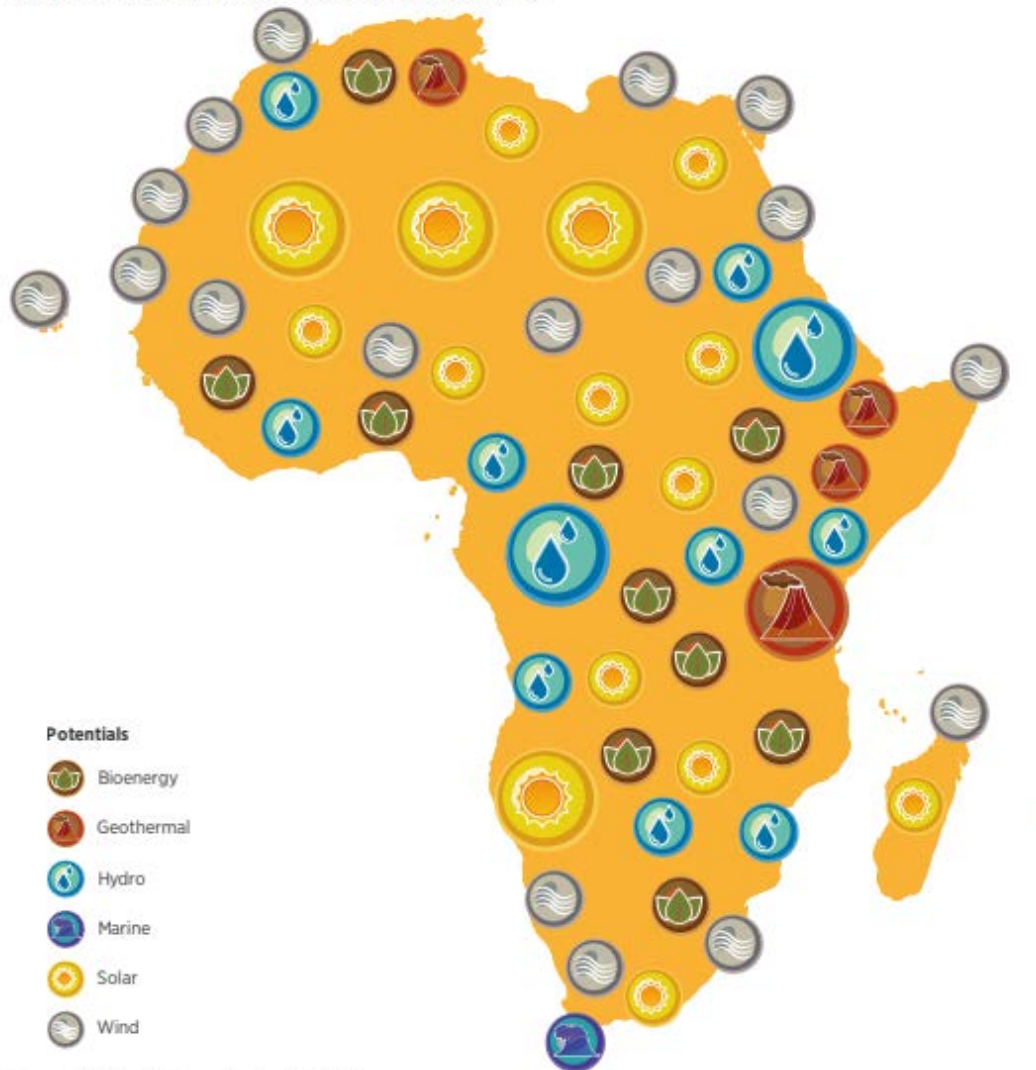 Potentials
Bioenergy
Geothermal
Hydro
Marine
Solar
Wind